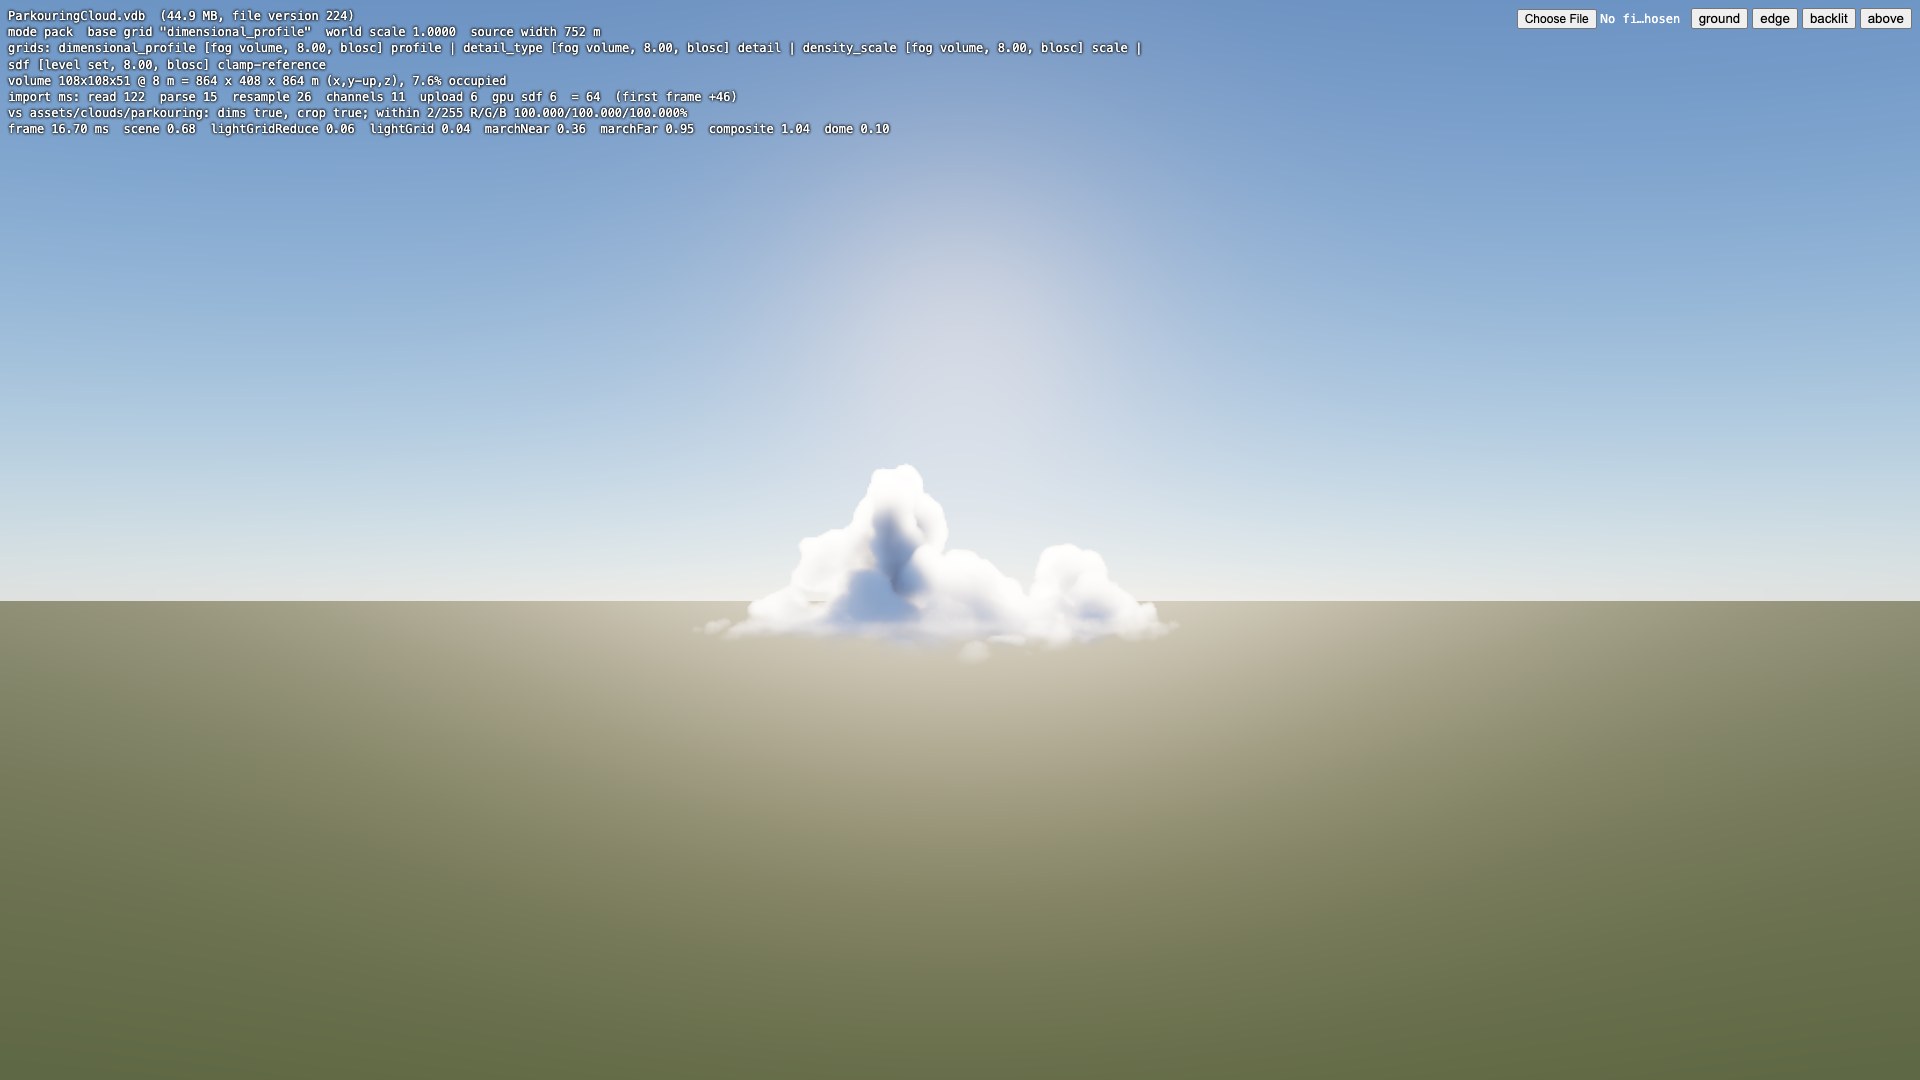 ParkouringCloud.vdb  (44.9 MB, file version 224)
mode pack  base grid "dimensional_profile"  world scale 1.0000  source width 752 m
grids: dimensional_profile [fog volume, 8.00, blosc] profile | detail_type [fog volume, 8.00, blosc] detail | density_scale [fog volume, 8.00, blosc] scale |
sdf [level set, 8.00, blosc] clamp-reference
volume 108x108x51 @ 8 m = 864 x 408 x 864 m (x,y-up,z), 7.6% occupied
import ms: read 122  parse 15  resample 26  channels 11  upload 6  gpu sdf 6  = 64  (first frame +46)
vs assets/clouds/parkouring: dims true, crop true; within 2/255 R/G/B 100.000/100.000/100.000%
frame 16.70 ms  scene 0.68  lightGridReduce 0.06  lightGrid 0.04  marchNear 0.36  marchFar 0.95  composite 1.04  dome 0.10
Choose File No fi…hosen ground edge backlit above